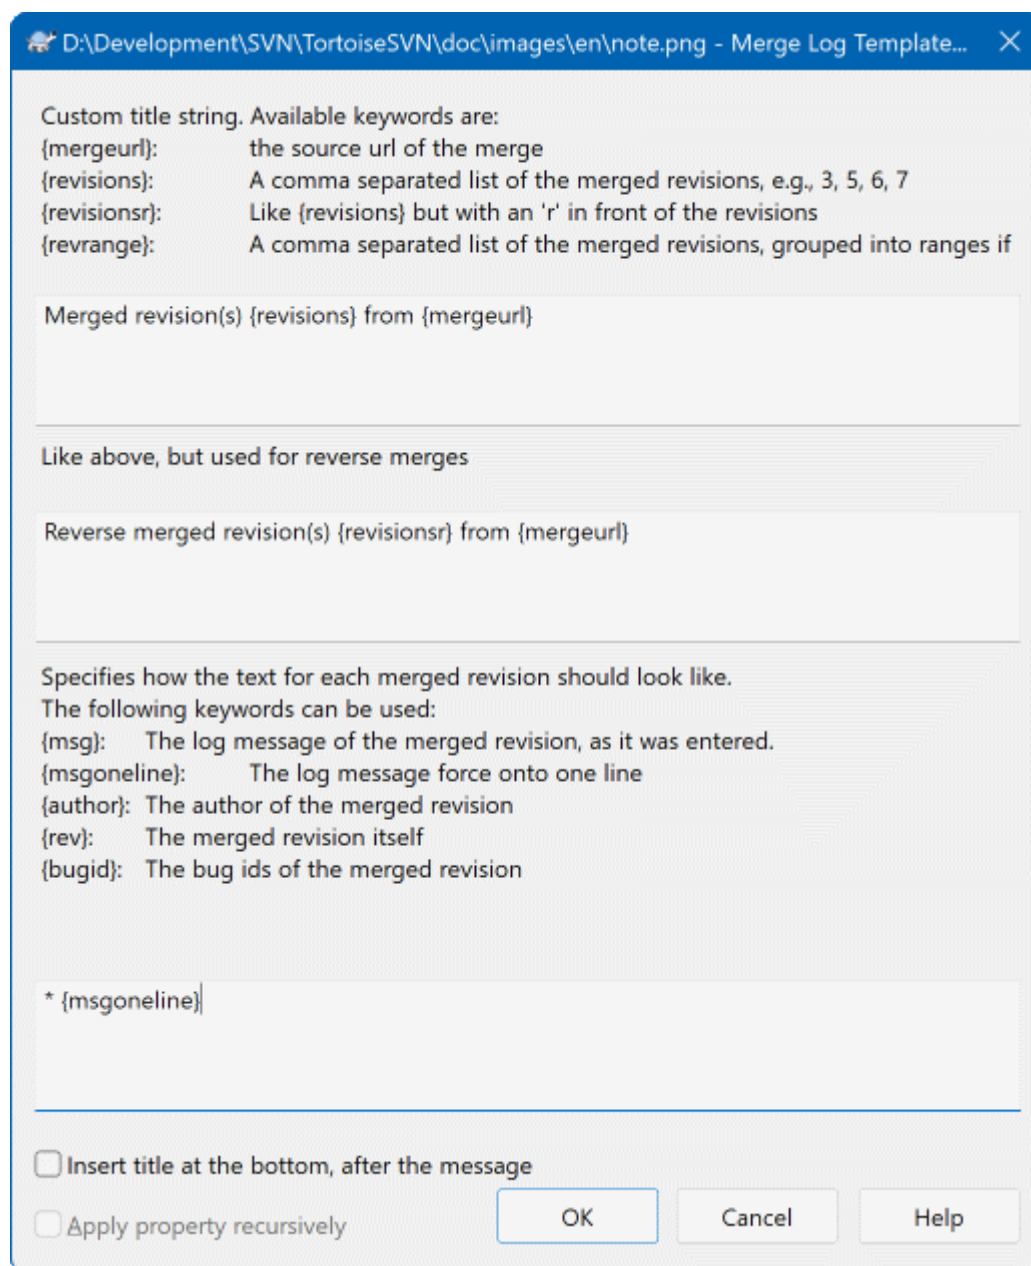 D:\Development\SVN\TortoiseSVN\doc\images\en\note.png - Merge Log Template...
Custom title string. Available keywords are:
{mergeurl}: the source url of the merge
{revisions}: A comma separated list of the merged revisions, e.g., 3, 5, 6, 7
{revisionsr}: Like {revisions} but with an 'r' in front of the revisions
{revrange}: A comma separated list of the merged revisions, grouped into ranges if
Merged revision(s) {revisions} from {mergeurl}
Like above, but used for reverse merges
Reverse merged revision(s) {revisionsr} from {mergeurl}
Specifies how the text for each merged revision should look like.
The following keywords can be used:
{msg}: The log message of the merged revision, as it was entered.
{msgoneline}: The log message force onto one line
{author}: The author of the merged revision
{rev}: The merged revision itself
{bugid}: The bug ids of the merged revision
* {msgoneline}
Insert title at the bottom, after the message
Apply property recursively
OK
Cancel
Help